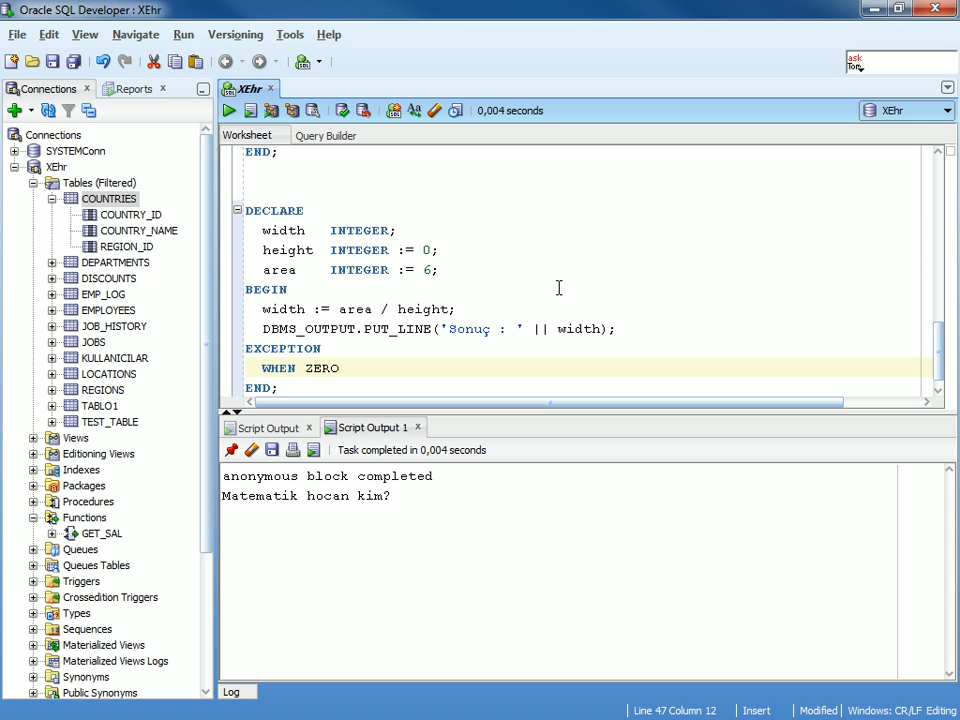 Oracle SQL Developer : XEhr
File Edit View Navigate Run Versioning Tools Help
ask
Tom
Connections Reports XEhr
0,004 seconds XEhr
Worksheet Query Builder
Connections
SYSTEMConn
XEhr
Tables (Filtered)
COUNTRIES
COUNTRY_ID
COUNTRY_NAME
REGION_ID
DEPARTMENTS
DISCOUNTS
EMP_LOG
EMPLOYEES
JOB_HISTORY
JOBS
KULLANICILAR
LOCATIONS
REGIONS
TABLO1
TEST_TABLE
Views
Editioning Views
Indexes
Packages
Procedures
Functions
GET_SAL
Queues
Queues Tables
Triggers
Crossedition Triggers
Types
Sequences
Materialized Views
Materialized Views Logs
Synonyms
Public Synonyms
END;
DECLARE
width INTEGER;
height INTEGER := 0;
area INTEGER := 6;
BEGIN
width := area / height;
DBMS_OUTPUT.PUT_LINE('Sonuç : ' || width);
EXCEPTION
WHEN ZERO
END;
Script Output Script Output 1
Task completed in 0,004 seconds
anonymous block completed
Matematik hocan kim?
Log
Line 47 Column 12 Insert Modified Windows: CR/LF Editing